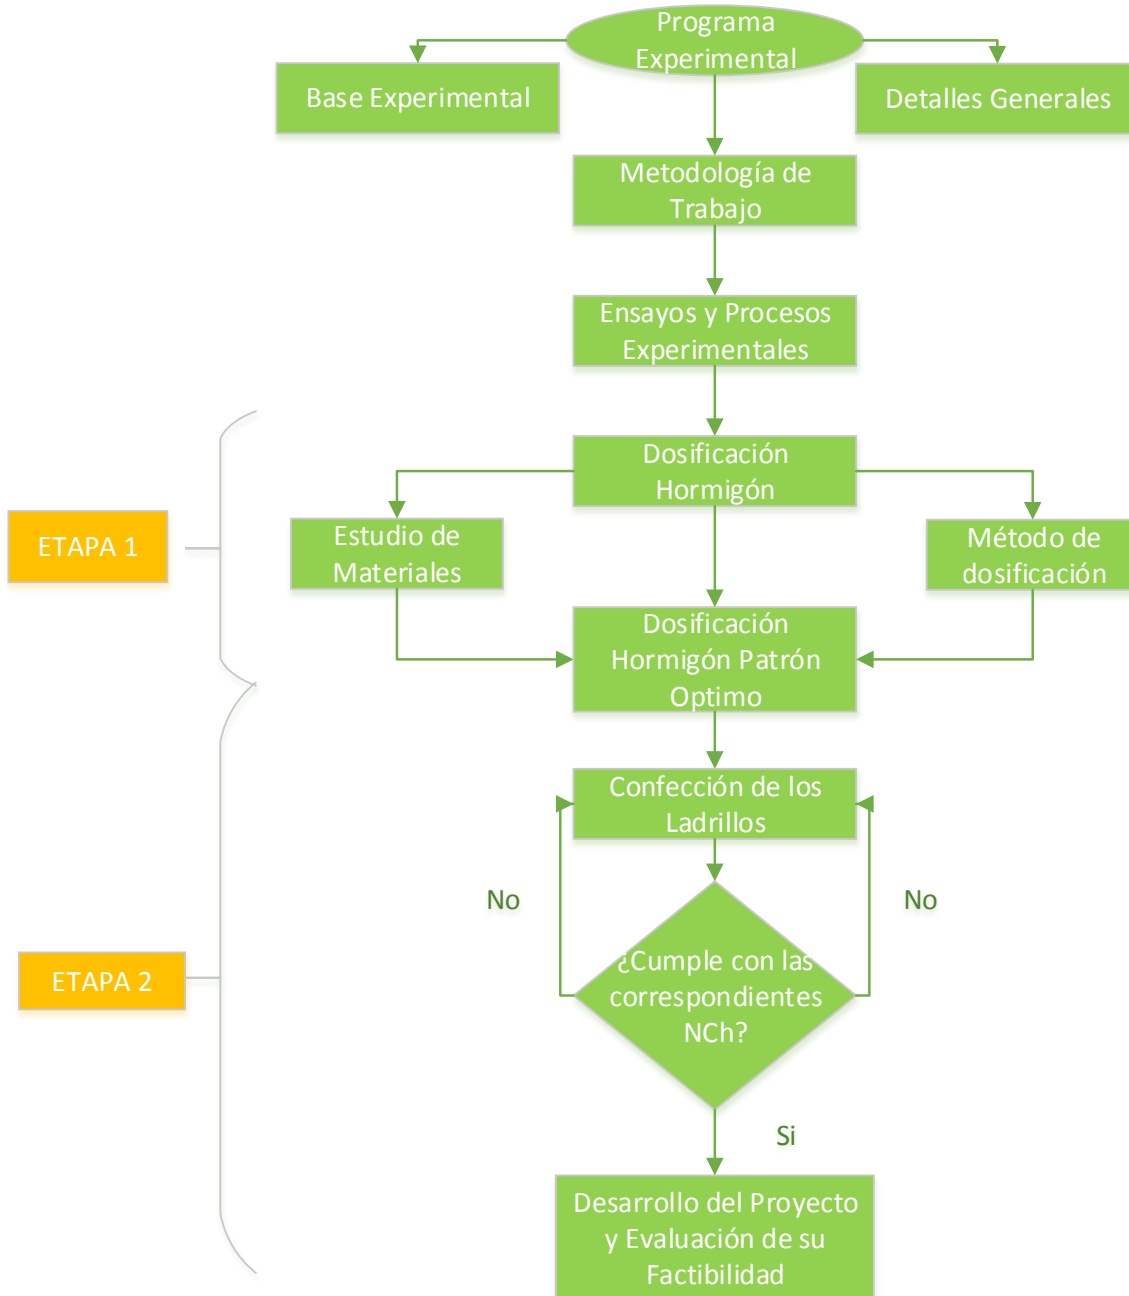 Programa
Experimental
Base Experimental
Detalles Generales
Metodología de
Trabajo
Ensayos y Procesos
Experimentales
Dosificación
Hormigón
ETAPA 1
Estudio de
Materiales
Método de
dosificación
Dosificación
Hormigón Patrón
Optimo
Confección de los
Ladrillos
No
No
¿Cumple con las
correspondientes
NCh?
ETAPA 2
Si
Desarrollo del Proyecto
y Evaluación de su
Factibilidad